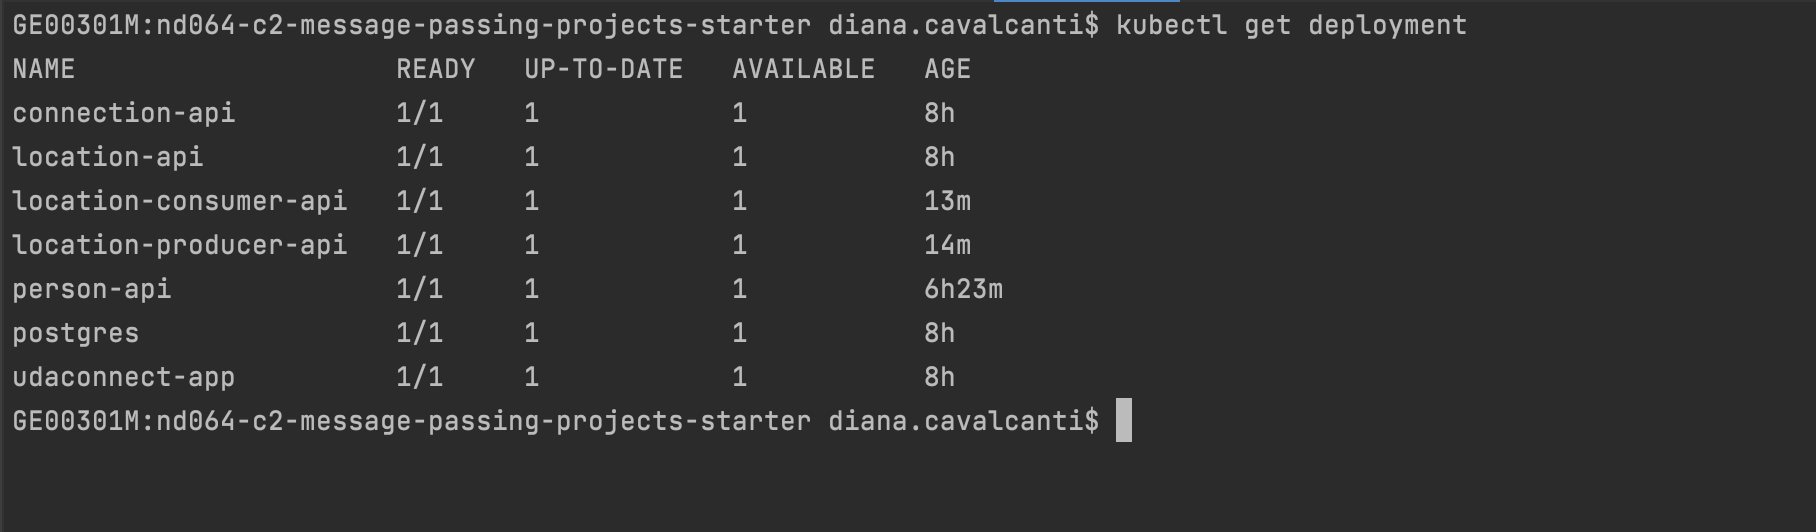 GE00301M:nd064-c2-message-passing-projects-starter diana.cavalcanti$ kubectl get deployment
NAME                    READY   UP-TO-DATE   AVAILABLE   AGE
connection-api          1/1     1            1           8h
location-api            1/1     1            1           8h
location-consumer-api   1/1     1            1           13m
location-producer-api   1/1     1            1           14m
person-api              1/1     1            1           6h23m
postgres                1/1     1            1           8h
udaconnect-app          1/1     1            1           8h
GE00301M:nd064-c2-message-passing-projects-starter diana.cavalcanti$